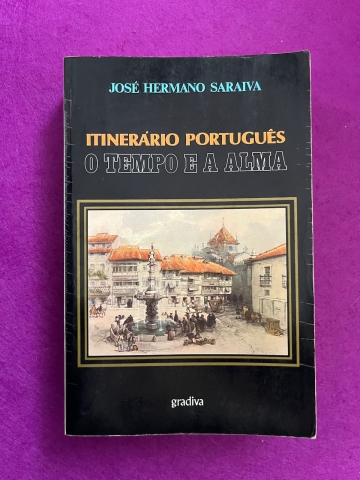 JOSÉ HERMANO SARAIVA
ITINERÁRIO PORTUGUÊS
O TEMPO E A ALMA
gradiva